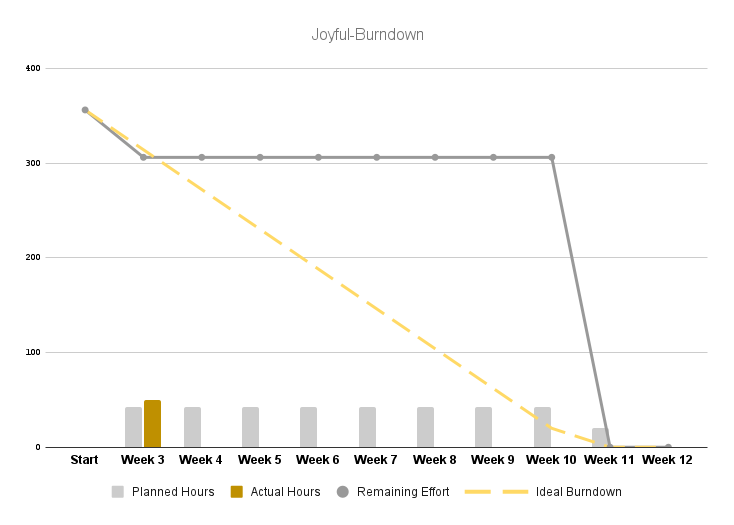 Joyful-Burndown
400
300
200
100
0
Start Week 3 Week 4 Week 5 Week 6 Week 7 Week 8 Week 9 Week 10 Week 11 Week 12
Planned Hours Actual Hours Remaining Effort Ideal Burndown